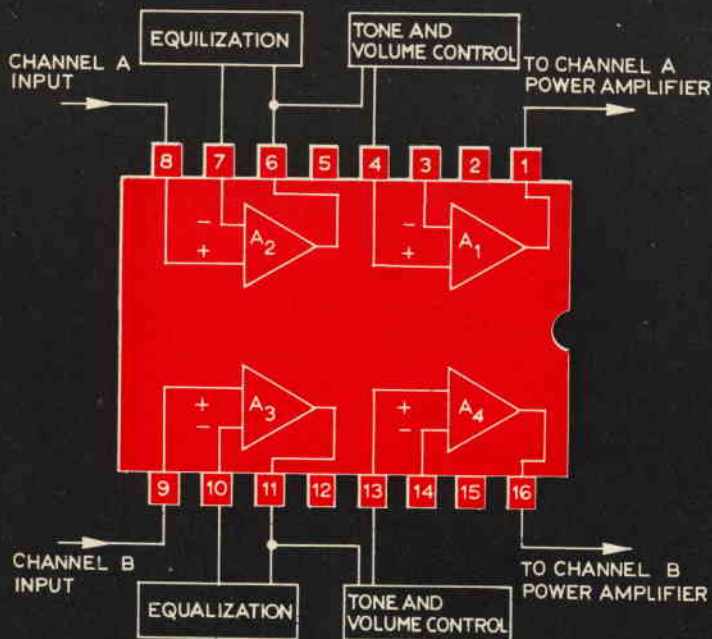 EQUILIZATION
TONE AND
VOLUME CONTROL
CHANNEL A
INPUT
TO CHANNEL A
POWER AMPLIFIER
8 7 6 5 4 3 2 1
− + A2
− + A1
+ − A3
+ − A4
9 10 11 12 13 14 15 16
CHANNEL B
INPUT
TO CHANNEL B
POWER AMPLIFIER
EQUALIZATION
TONE AND
VOLUME CONTROL